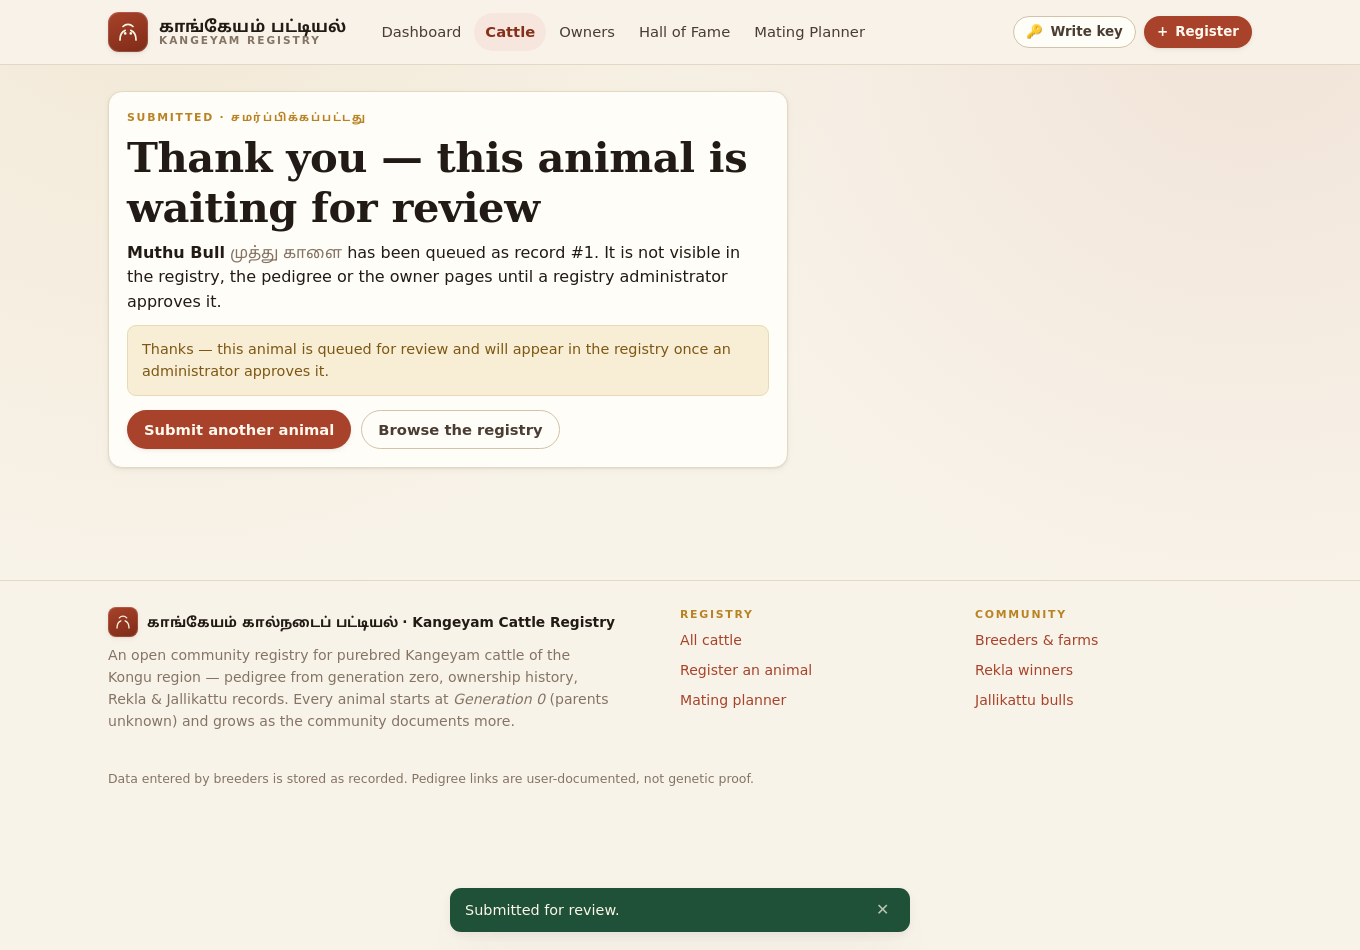 காங்கேயம் பட்டியல்
KANGEYAM REGISTRY
Dashboard
Cattle
Owners
Hall of Fame
Mating Planner
🔑 Write key
+ Register
SUBMITTED · சமர்ப்பிக்கப்பட்டது
Thank you — this animal is
waiting for review
Muthu Bull முத்து காளை has been queued as record #1. It is not visible in
the registry, the pedigree or the owner pages until a registry administrator
approves it.
Thanks — this animal is queued for review and will appear in the registry once an
administrator approves it.
Submit another animal
Browse the registry
காங்கேயம் கால்நடைப் பட்டியல் · Kangeyam Cattle Registry
An open community registry for purebred Kangeyam cattle of the
Kongu region — pedigree from generation zero, ownership history,
Rekla & Jallikattu records. Every animal starts at Generation 0 (parents
unknown) and grows as the community documents more.
REGISTRY
All cattle
Register an animal
Mating planner
COMMUNITY
Breeders & farms
Rekla winners
Jallikattu bulls
Data entered by breeders is stored as recorded. Pedigree links are user-documented, not genetic proof.
Submitted for review. ✕